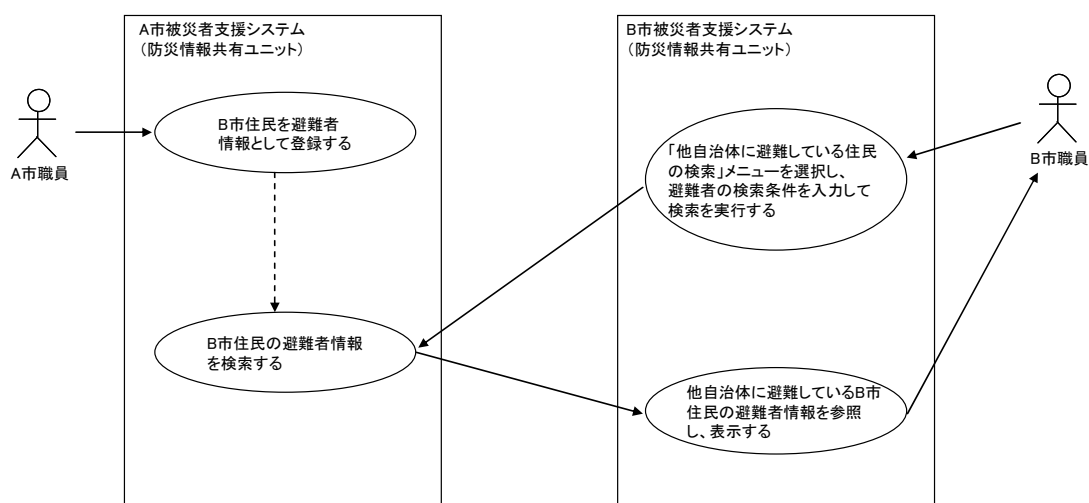 A市被災者支援システム
（防災情報共有ユニット）
B市住民を避難者
情報として登録する
A市職員
B市住民の避難者情報
を検索する
B市被災者支援システム
（防災情報共有ユニット）
「他自治体に避難している住民
の検索」メニューを選択し、
避難者の検索条件を入力して
検索を実行する
B市職員
他自治体に避難しているB市
住民の避難者情報を参照
し、表示する